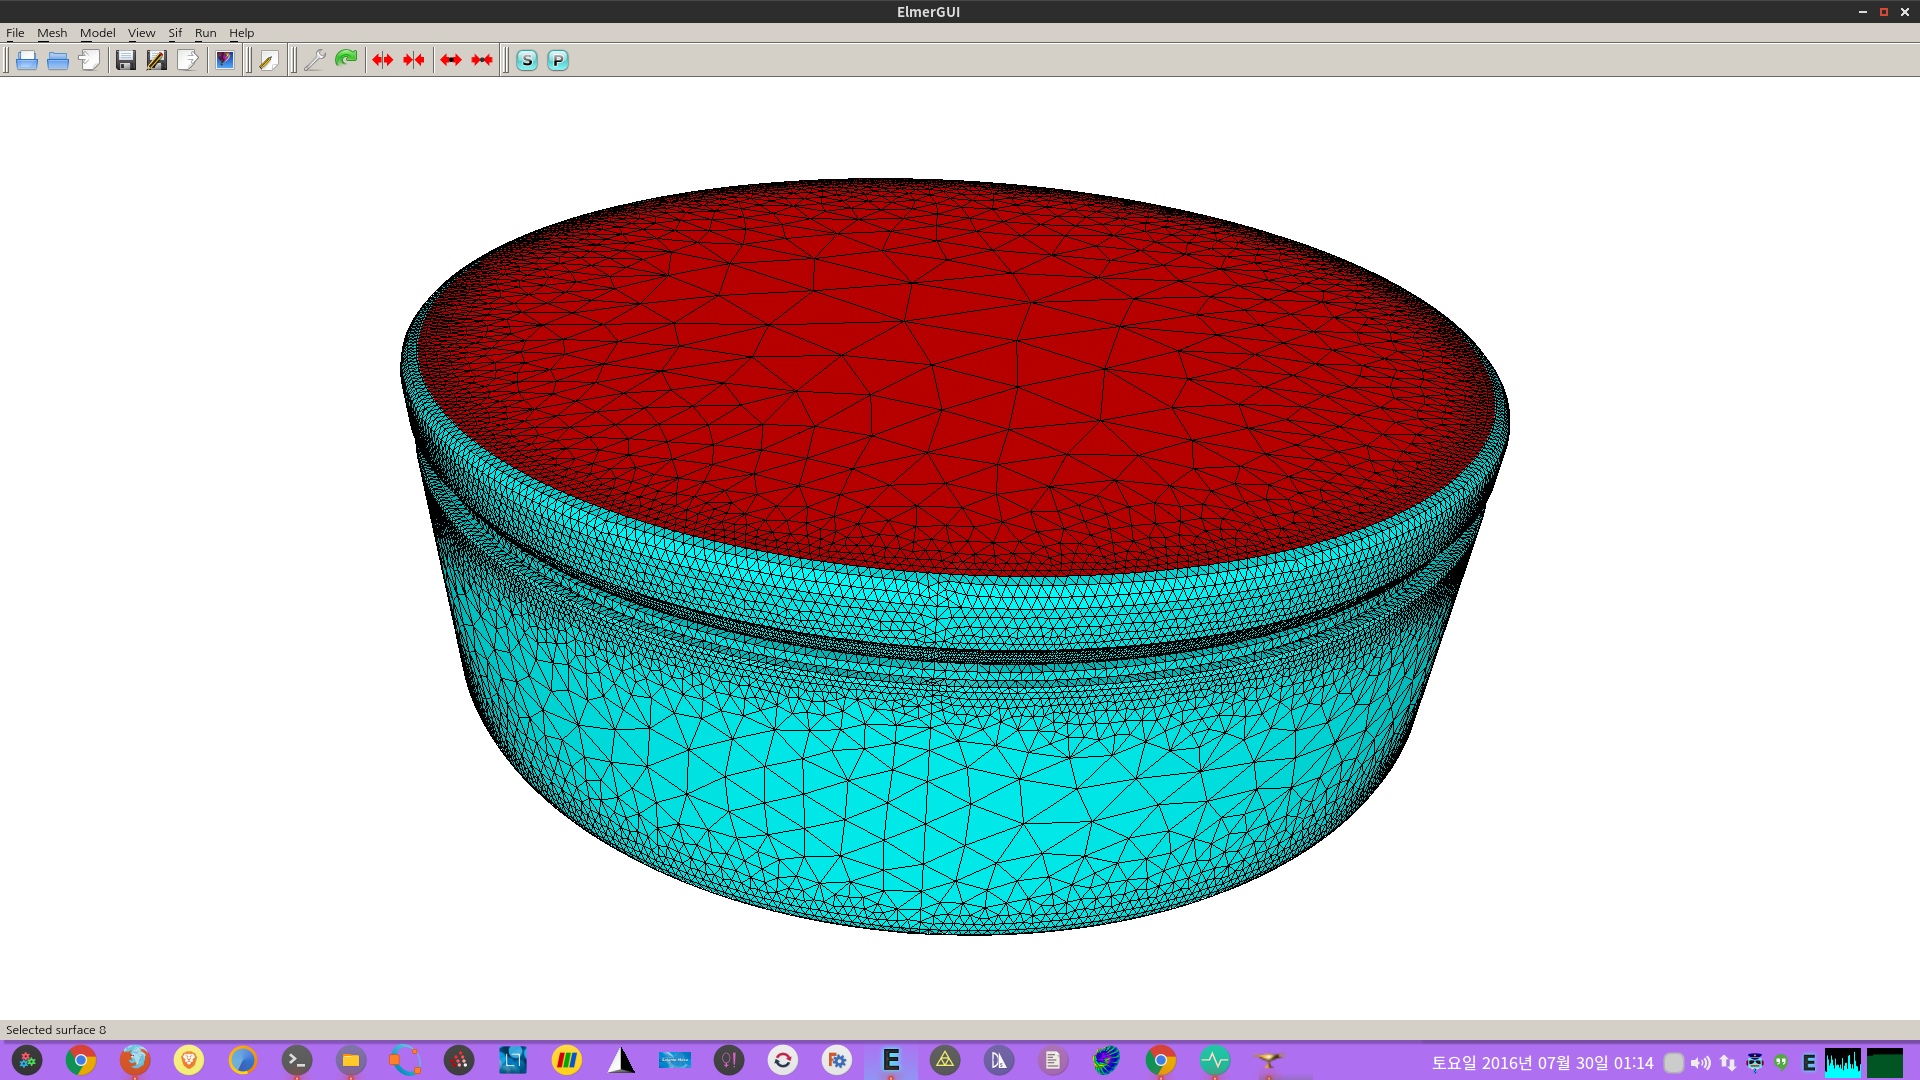 ElmerGUI
File Mesh Model View Sif Run Help
S P
Selected surface 8
E
토요일 2016년 07월 30일 01:14
E